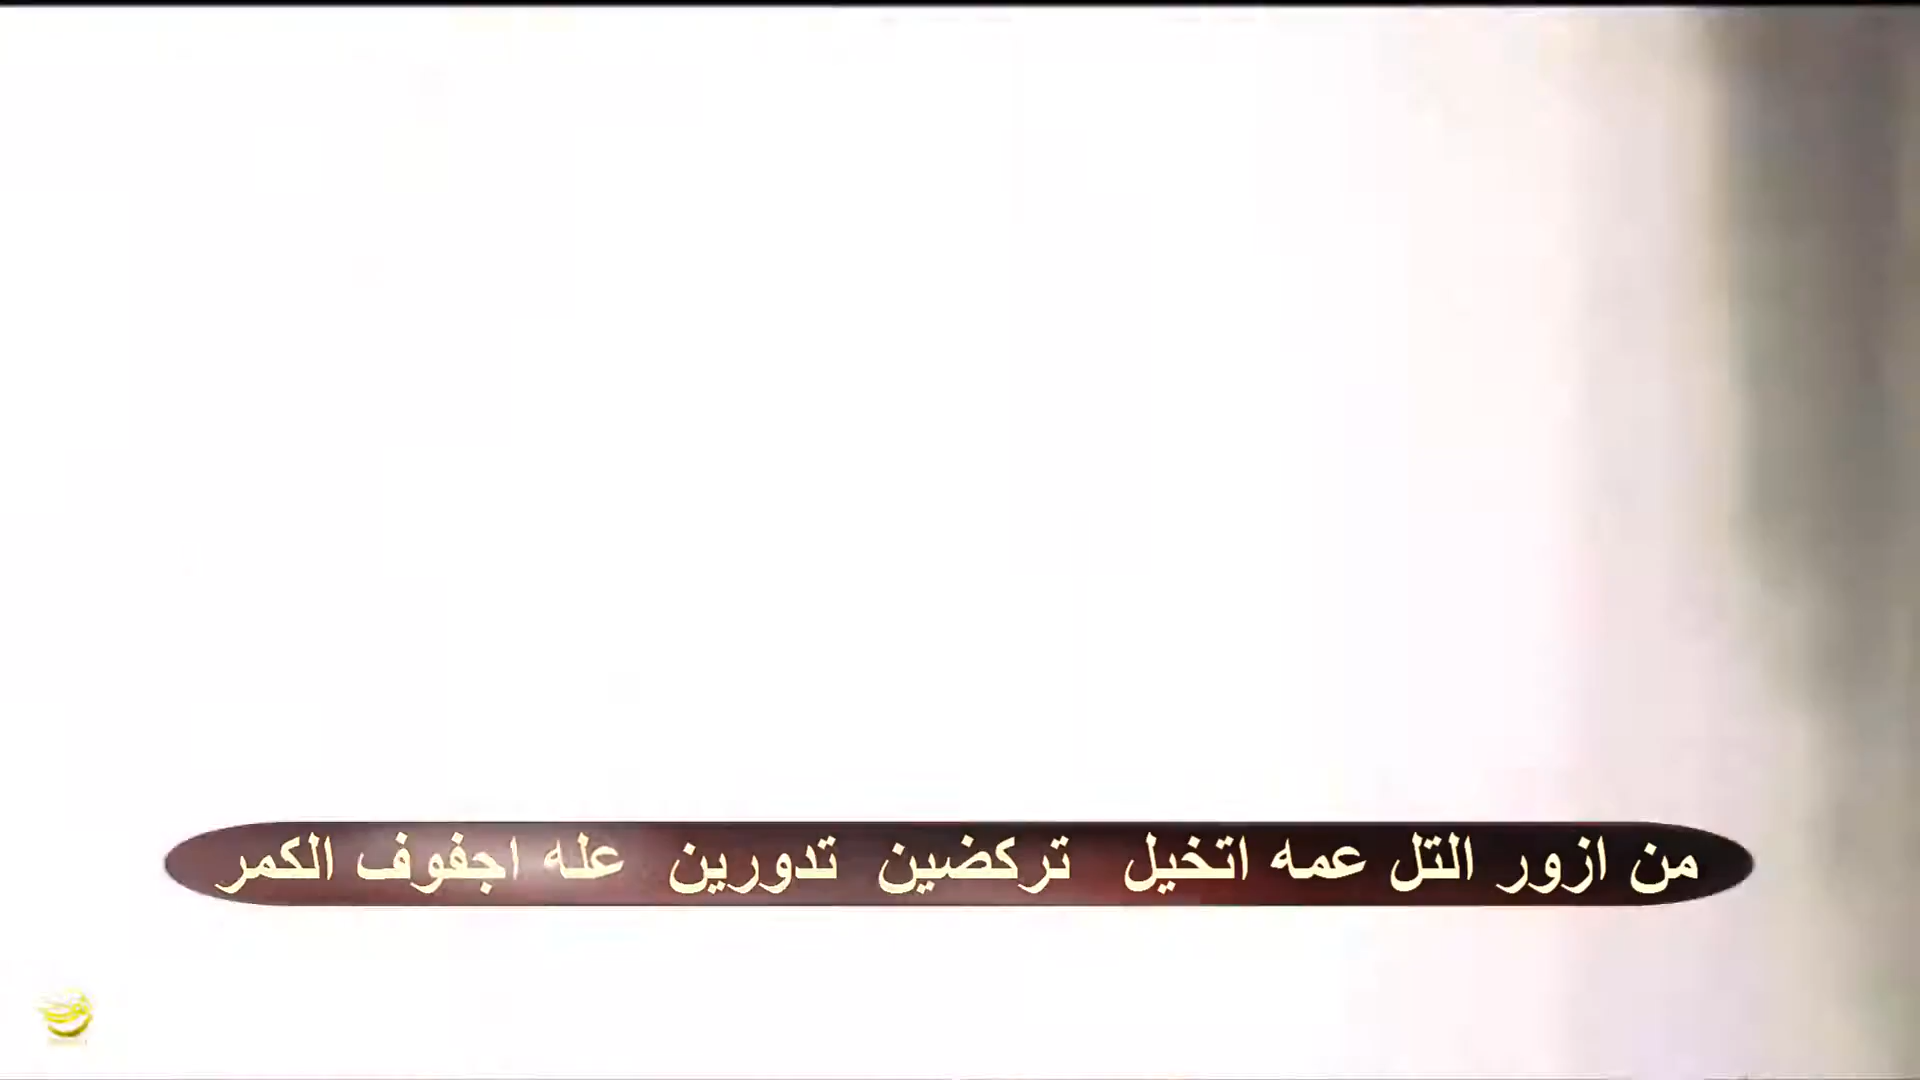 من ازور التل عمه اتخيل تركضين تدورين عله اجفوف الكمر